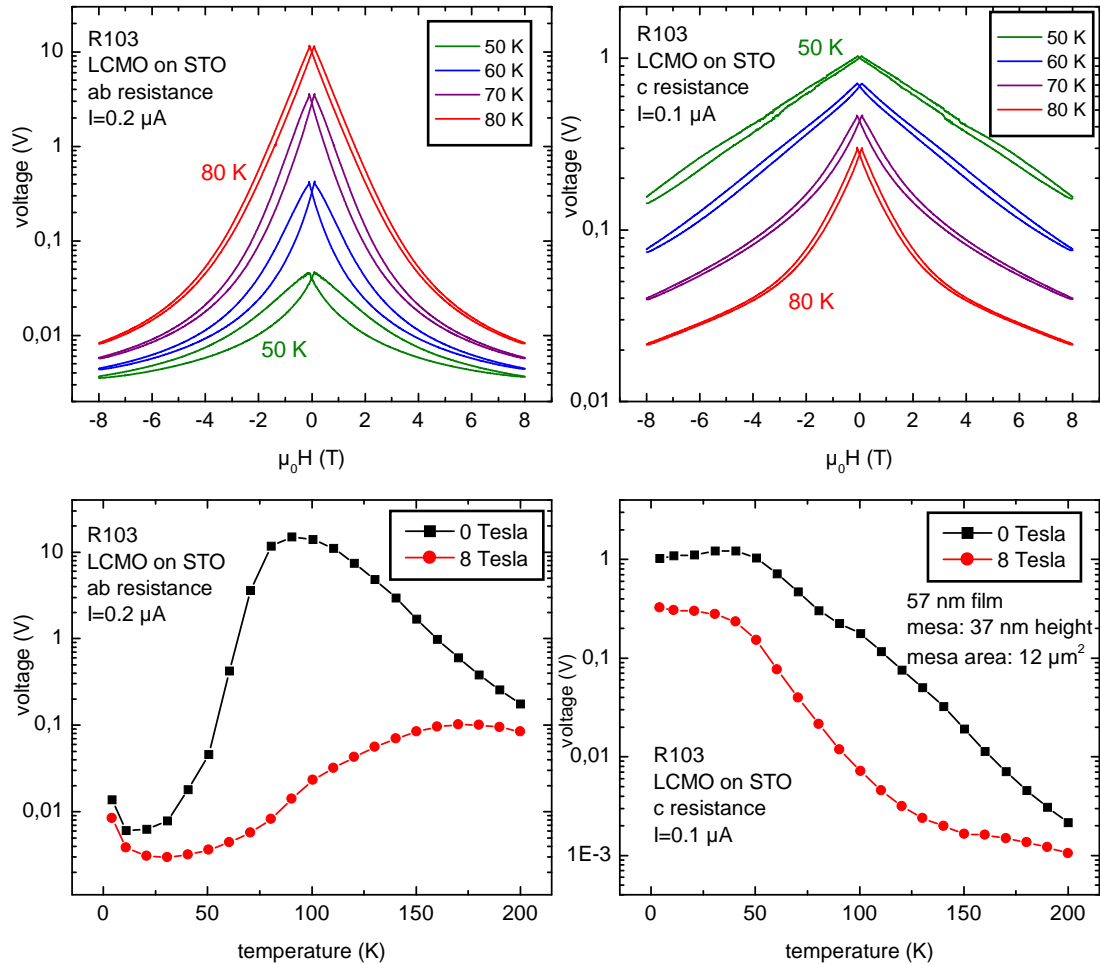 R103
LCMO on STO
ab resistance
I=0.2 µA
50 K
60 K
70 K
80 K
80 K
50 K
10
1
0,1
0,01
voltage (V)
-8 -6 -4 -2 0 2 4 6 8
µ0H (T)
R103
LCMO on STO
c resistance
I=0.1 µA
50 K
50 K
60 K
70 K
80 K
80 K
1
0,1
0,01
voltage (V)
-8 -6 -4 -2 0 2 4 6 8
µ0H (T)
R103
LCMO on STO
ab resistance
I=0.2 µA
0 Tesla
8 Tesla
10
1
0,1
0,01
voltage (V)
0 50 100 150 200
temperature (K)
0 Tesla
8 Tesla
57 nm film
mesa: 37 nm height
mesa area: 12 µm²
R103
LCMO on STO
c resistance
I=0.1 µA
1
0,1
0,01
1E-3
voltage (V)
0 50 100 150 200
temperature (K)